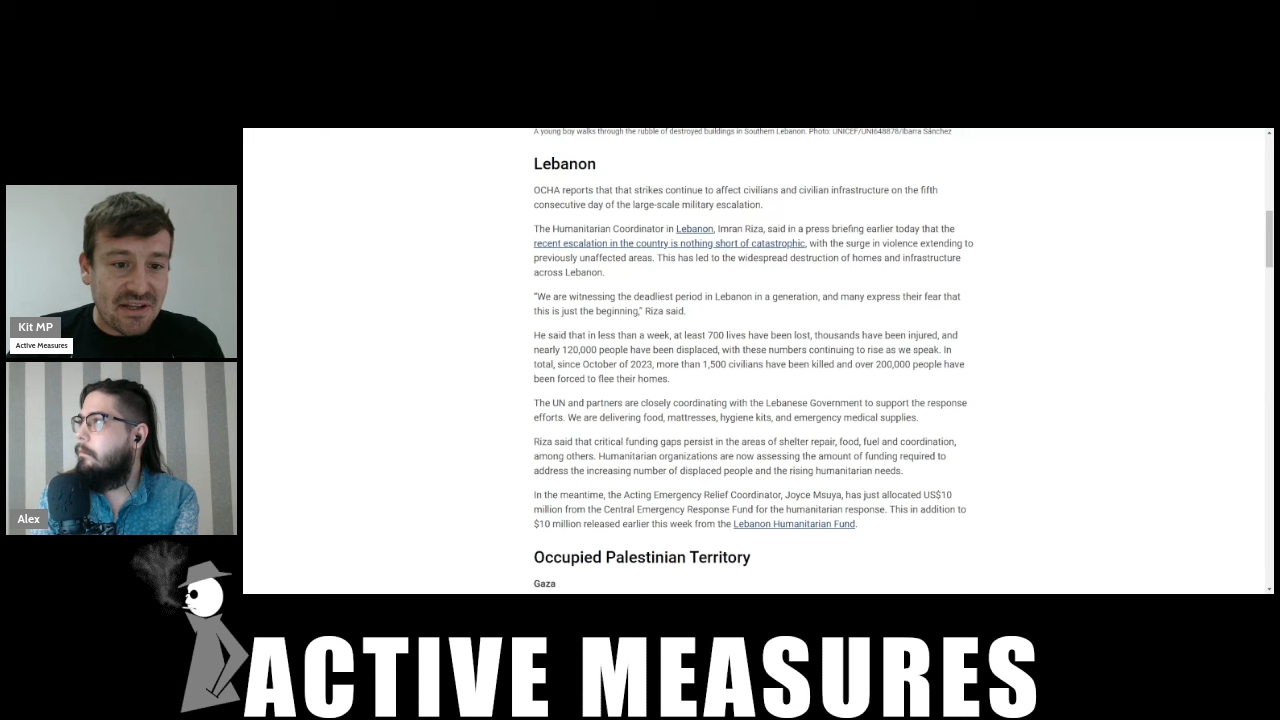 A young boy walks through the rubble of destroyed buildings in Southern Lebanon. Photo: UNICEF/UNI648878/Ibarra Sánchez
Lebanon
OCHA reports that that strikes continue to affect civilians and civilian infrastructure on the fifth
consecutive day of the large-scale military escalation.
The Humanitarian Coordinator in Lebanon, Imran Riza, said in a press briefing earlier today that the
recent escalation in the country is nothing short of catastrophic, with the surge in violence extending to
previously unaffected areas. This has led to the widespread destruction of homes and infrastructure
across Lebanon.
“We are witnessing the deadliest period in Lebanon in a generation, and many express their fear that
this is just the beginning,” Riza said.
He said that in less than a week, at least 700 lives have been lost, thousands have been injured, and
nearly 120,000 people have been displaced, with these numbers continuing to rise as we speak. In
total, since October of 2023, more than 1,500 civilians have been killed and over 200,000 people have
been forced to flee their homes.
The UN and partners are closely coordinating with the Lebanese Government to support the response
efforts. We are delivering food, mattresses, hygiene kits, and emergency medical supplies.
Riza said that critical funding gaps persist in the areas of shelter repair, food, fuel and coordination,
among others. Humanitarian organizations are now assessing the amount of funding required to
address the increasing number of displaced people and the rising humanitarian needs.
In the meantime, the Acting Emergency Relief Coordinator, Joyce Msuya, has just allocated US$10
million from the Central Emergency Response Fund for the humanitarian response. This in addition to
$10 million released earlier this week from the Lebanon Humanitarian Fund.
Occupied Palestinian Territory
Gaza
Kit MP
Active Measures
Alex
ACTIVE MEASURES